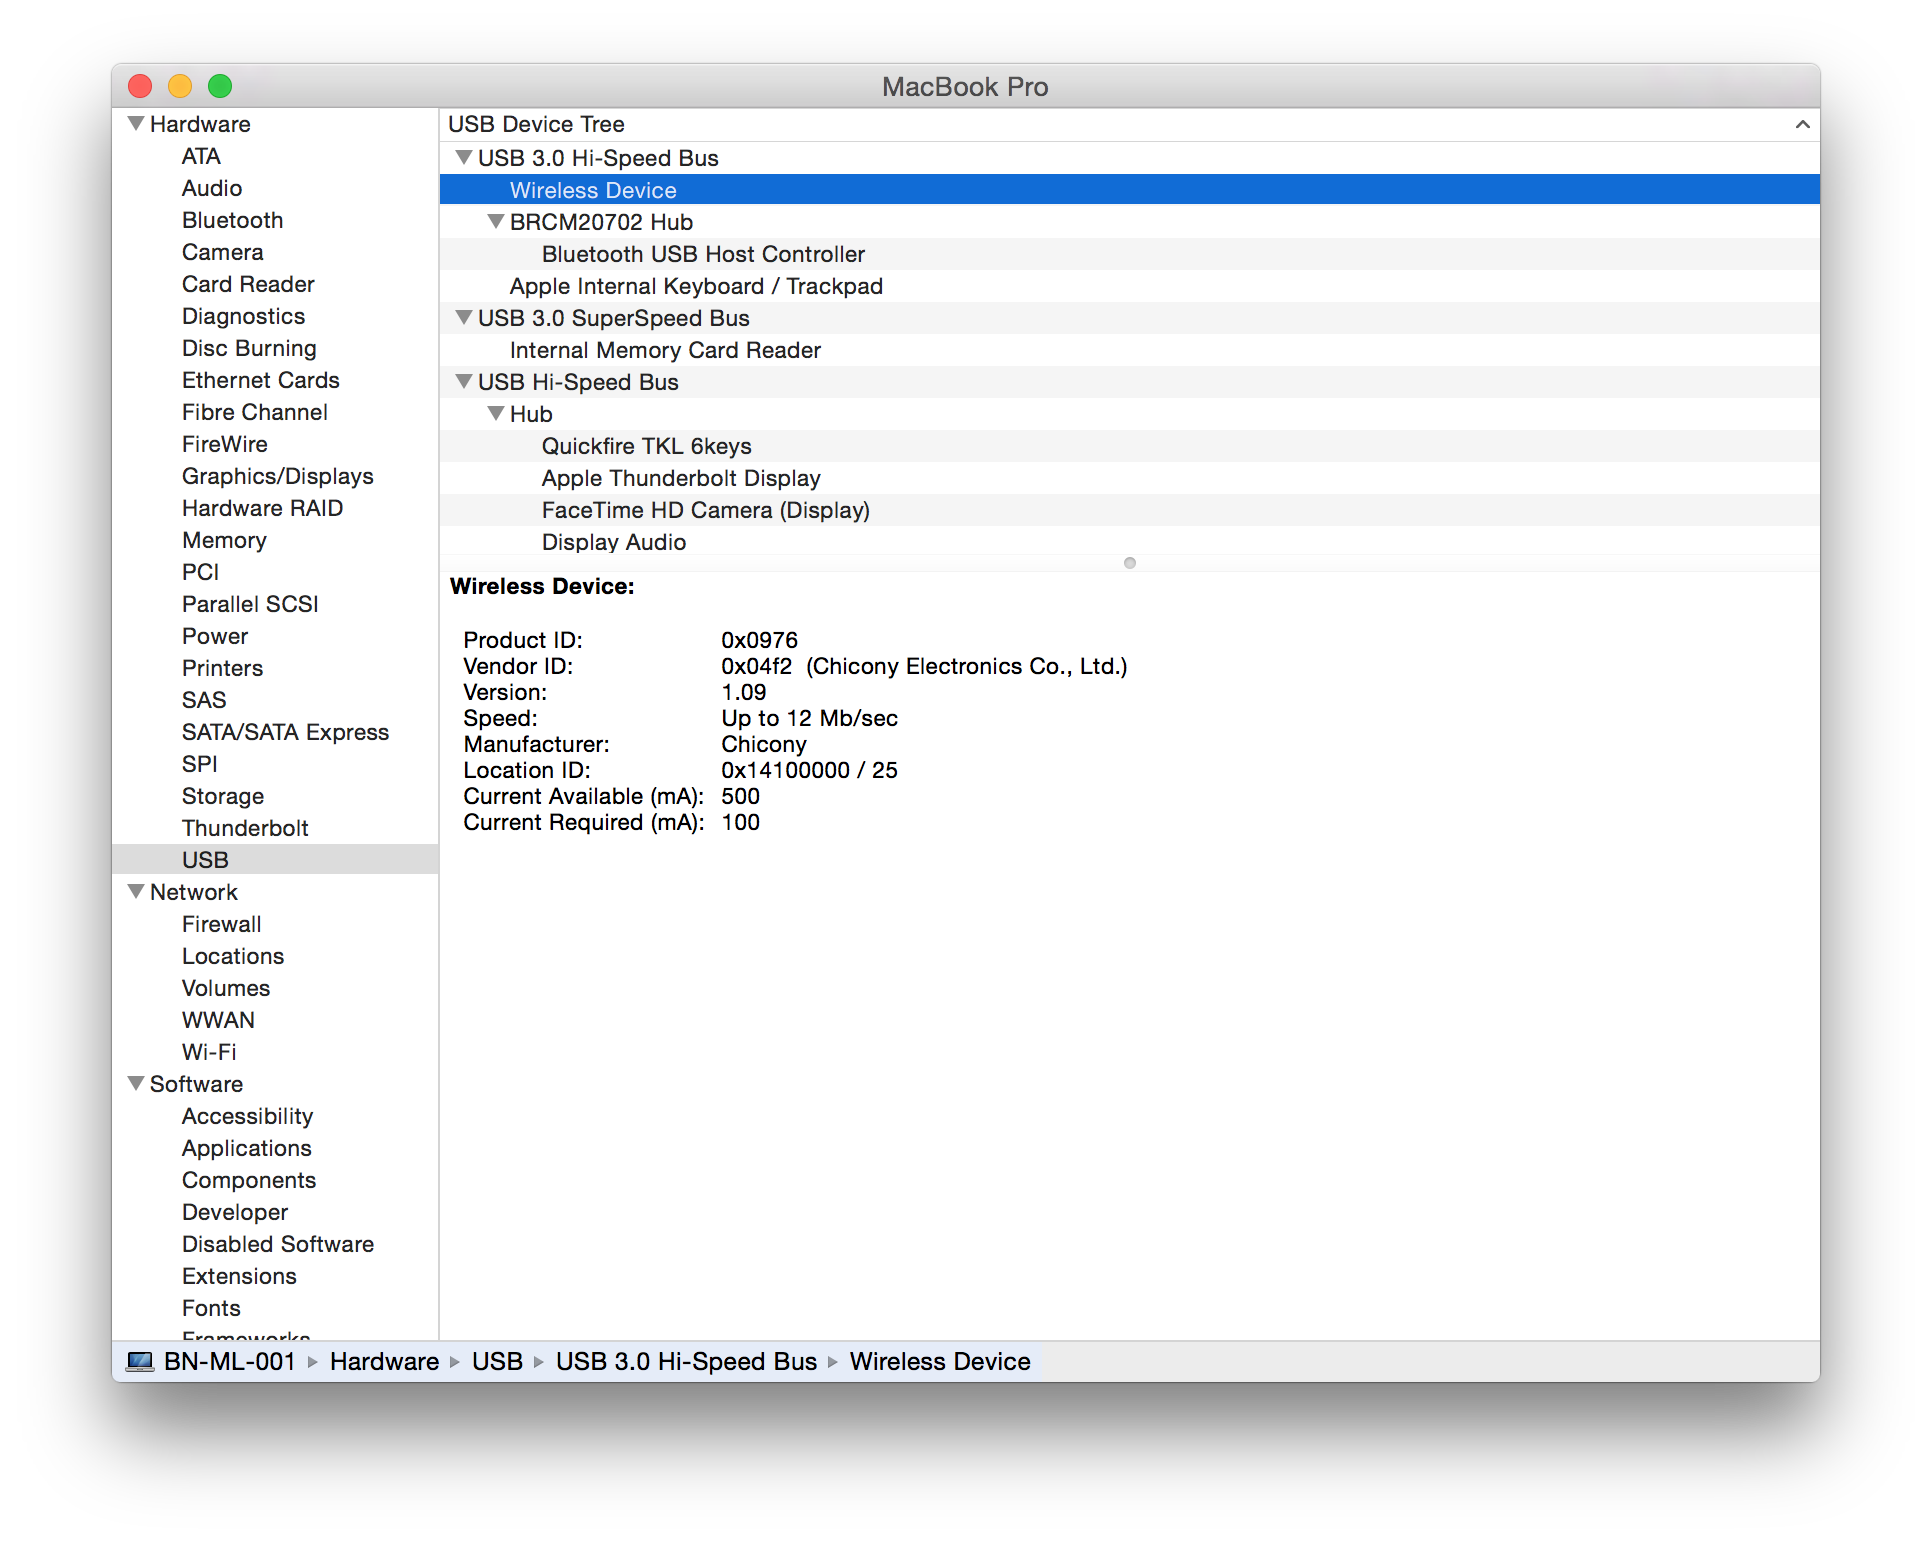 MacBook Pro
Hardware
ATA
Audio
Bluetooth
Camera
Card Reader
Diagnostics
Disc Burning
Ethernet Cards
Fibre Channel
FireWire
Graphics/Displays
Hardware RAID
Memory
PCI
Parallel SCSI
Power
Printers
SAS
SATA/SATA Express
SPI
Storage
Thunderbolt
USB
Network
Firewall
Locations
Volumes
WWAN
Wi-Fi
Software
Accessibility
Applications
Components
Developer
Disabled Software
Extensions
Fonts
Frameworks
USB Device Tree
USB 3.0 Hi-Speed Bus
Wireless Device
BRCM20702 Hub
Bluetooth USB Host Controller
Apple Internal Keyboard / Trackpad
USB 3.0 SuperSpeed Bus
Internal Memory Card Reader
USB Hi-Speed Bus
Hub
Quickfire TKL 6keys
Apple Thunderbolt Display
FaceTime HD Camera (Display)
Display Audio
Wireless Device:
Product ID: 0x0976
Vendor ID: 0x04f2 (Chicony Electronics Co., Ltd.)
Version: 1.09
Speed: Up to 12 Mb/sec
Manufacturer: Chicony
Location ID: 0x14100000 / 25
Current Available (mA): 500
Current Required (mA): 100
BN-ML-001 Hardware USB USB 3.0 Hi-Speed Bus Wireless Device